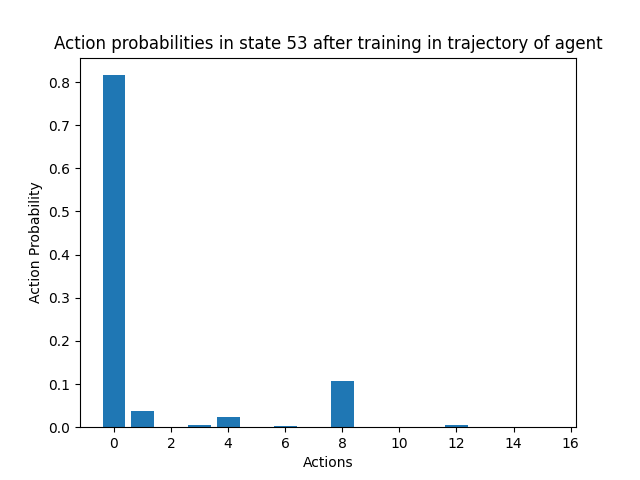 Action probabilities in state 53 after training in trajectory of agent
0.8
0.7
0.6
0.5
0.4
0.3
0.2
0.1
0.0
Action Probability
0 2 4 6 8 10 12 14 16
Actions